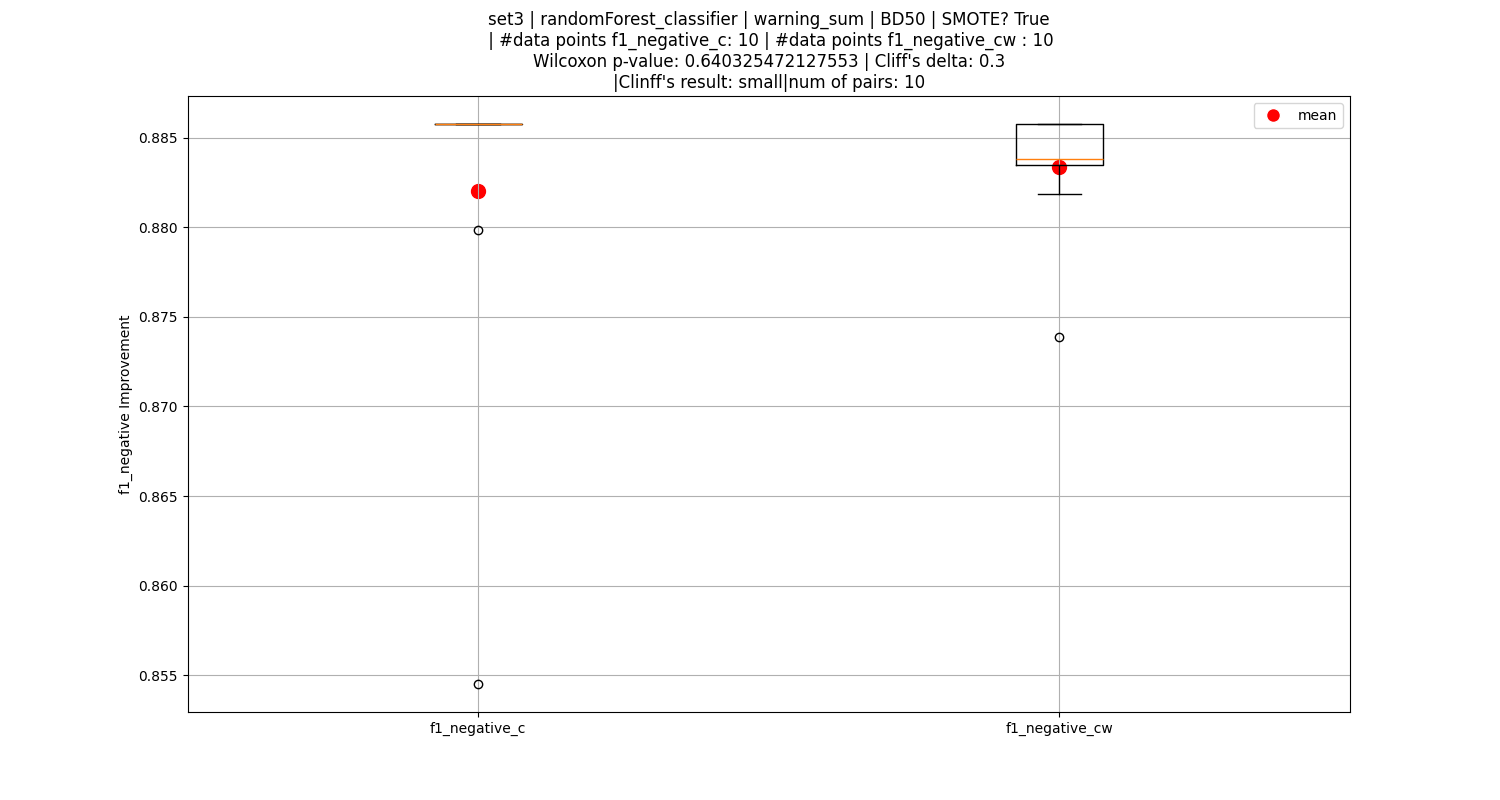 set3 | randomForest_classifier | warning_sum | BD50 | SMOTE? True
| #data points f1_negative_c: 10 | #data points f1_negative_cw : 10
Wilcoxon p-value: 0.640325472127553 | Cliff's delta: 0.3
|Clinff's result: small|num of pairs: 10
mean
0.885
0.880
0.875
0.870
0.865
0.860
0.855
f1_negative Improvement
f1_negative_c
f1_negative_cw